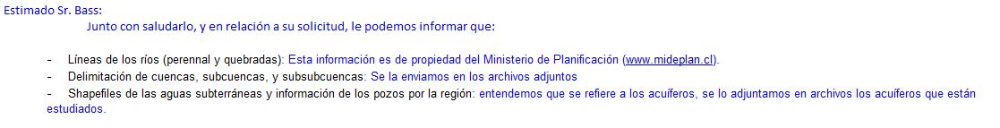 Estimado Sr. Bass:
Junto con saludarlo, y en relación a su solicitud, le podemos informar que:
- Líneas de los ríos (perennal y quebradas): Esta información es de propiedad del Ministerio de Planificación (www.mideplan.cl).
- Delimitación de cuencas, subcuencas, y subsubcuencas: Se la enviamos en los archivos adjuntos
- Shapefiles de las aguas subterráneas y información de los pozos por la región: entendemos que se refiere a los acuíferos, se lo adjuntamos en archivos los acuíferos que están
estudiados.